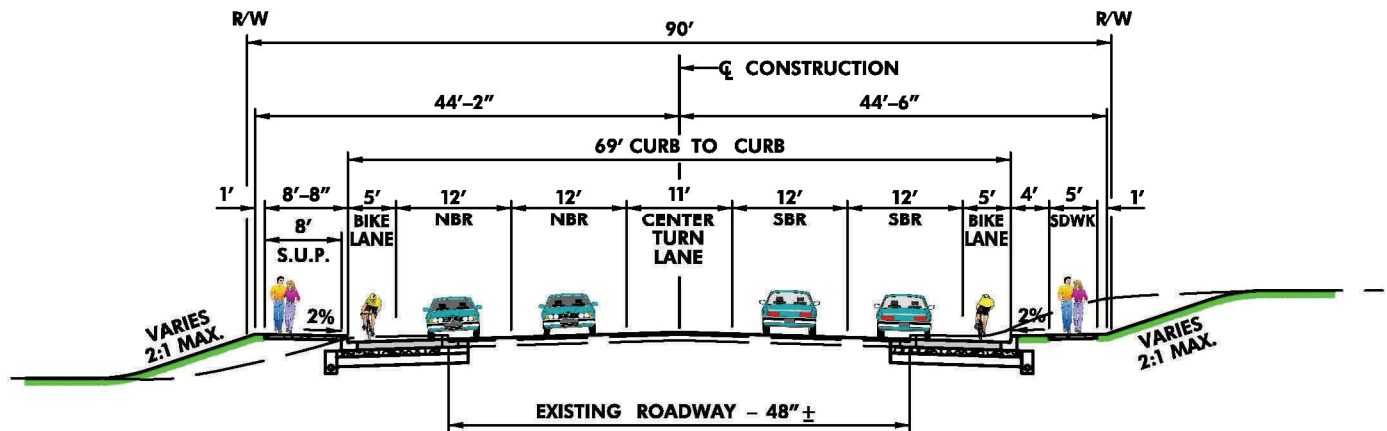 R/W
R/W
90'
℄ CONSTRUCTION
44'–2"
44'–6"
69' CURB TO CURB
1'
8'–8"
5'
12'
12'
11'
12'
12'
5'
4'
5'
1'
BIKE
LANE
NBR
NBR
CENTER
TURN
LANE
SBR
SBR
BIKE
LANE
SDWK
8'
S.U.P.
2%
2%
VARIES
2:1 MAX.
VARIES
2:1 MAX.
EXISTING ROADWAY – 48"±